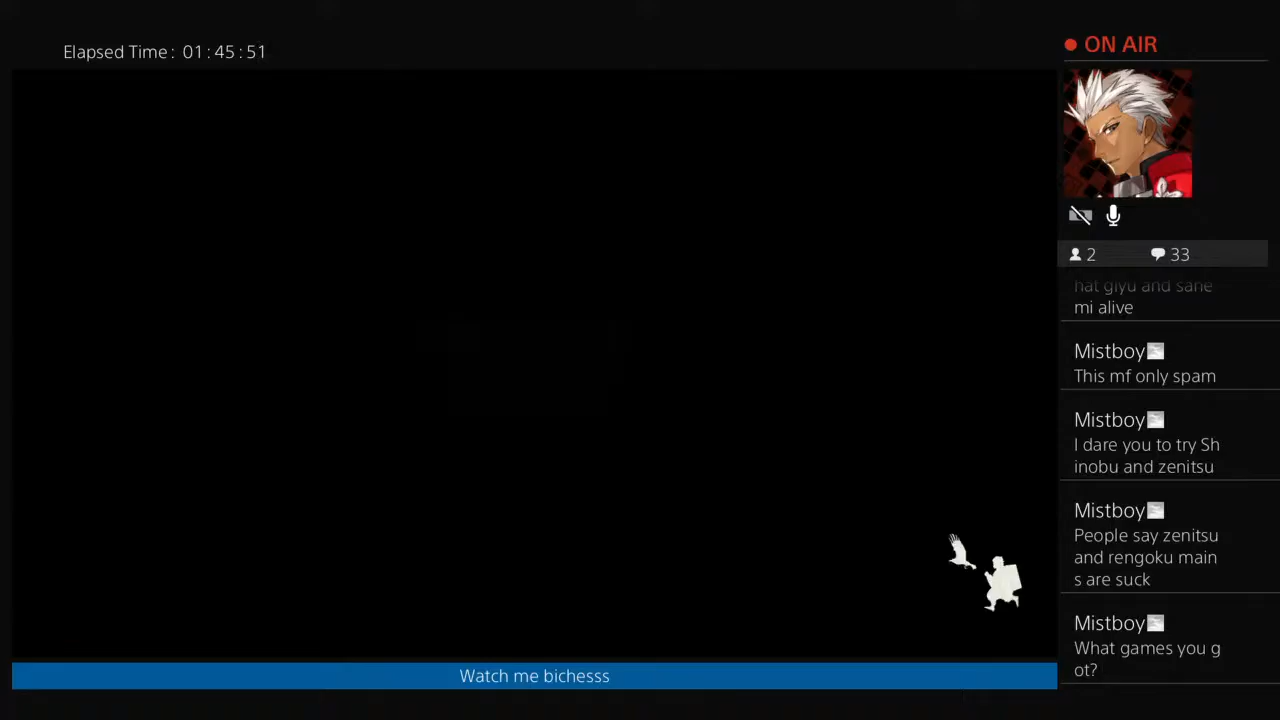 Elapsed Time: 01:45:51
ON AIR
2
33
hat giyu and sane
mi alive
Mistboy
This mf only spam
Mistboy
I dare you to try Sh
inobu and zenitsu
Mistboy
People say zenitsu
and rengoku main
s are suck
Mistboy
What games you g
ot?
Watch me bichesss